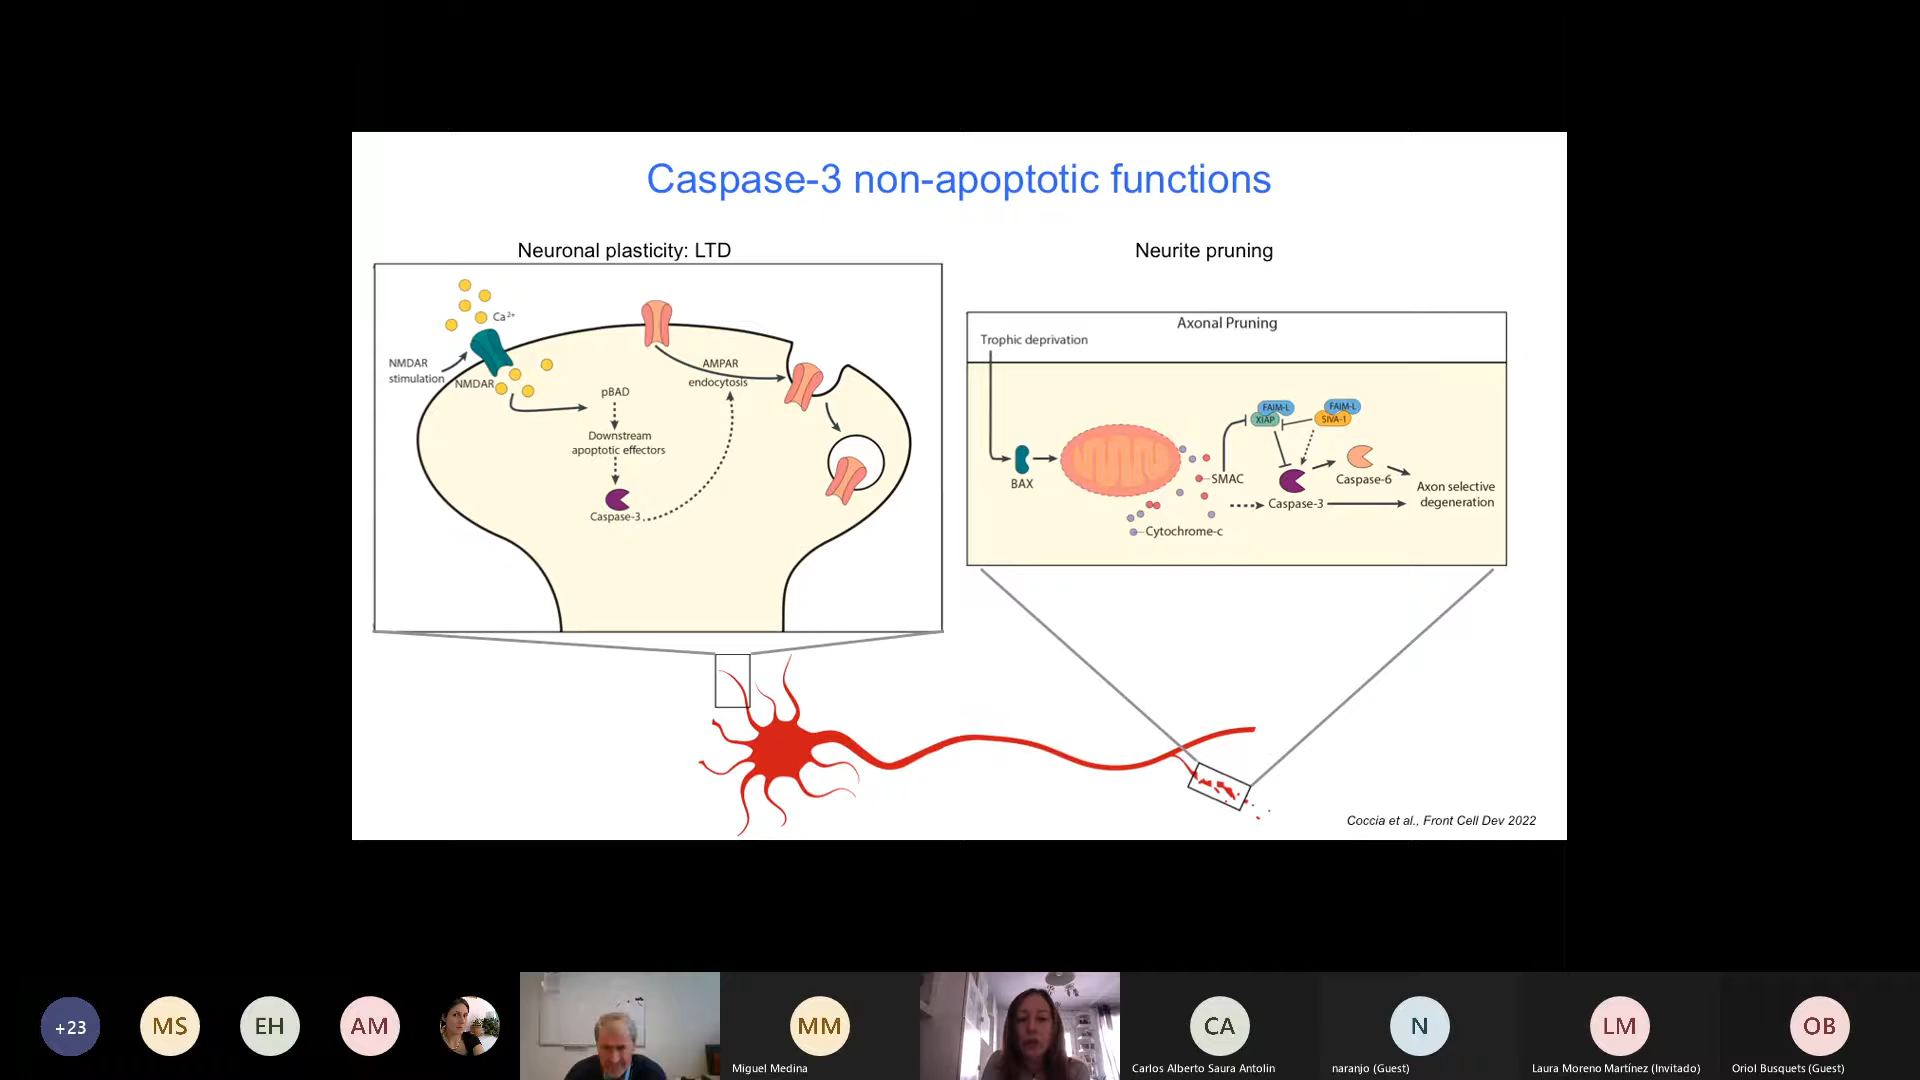 Caspase-3 non-apoptotic functions
Neuronal plasticity: LTD
Ca²⁺
NMDAR
stimulation
NMDAR
pBAD
Downstream
apoptotic effectors
Caspase-3
AMPAR
endocytosis
Neurite pruning
Axonal Pruning
Trophic deprivation
BAX
SMAC
Cytochrome-c
FAIM-L
XIAP
FAIM-L
SIVA-1
Caspase-3
Caspase-6
Axon selective
degeneration
Coccia et al., Front Cell Dev 2022
+23
MS
EH
AM
MM
Miguel Medina
CA
Carlos Alberto Saura Antolin
N
naranjo (Guest)
LM
Laura Moreno Martínez (Invitado)
OB
Oriol Busquets (Guest)